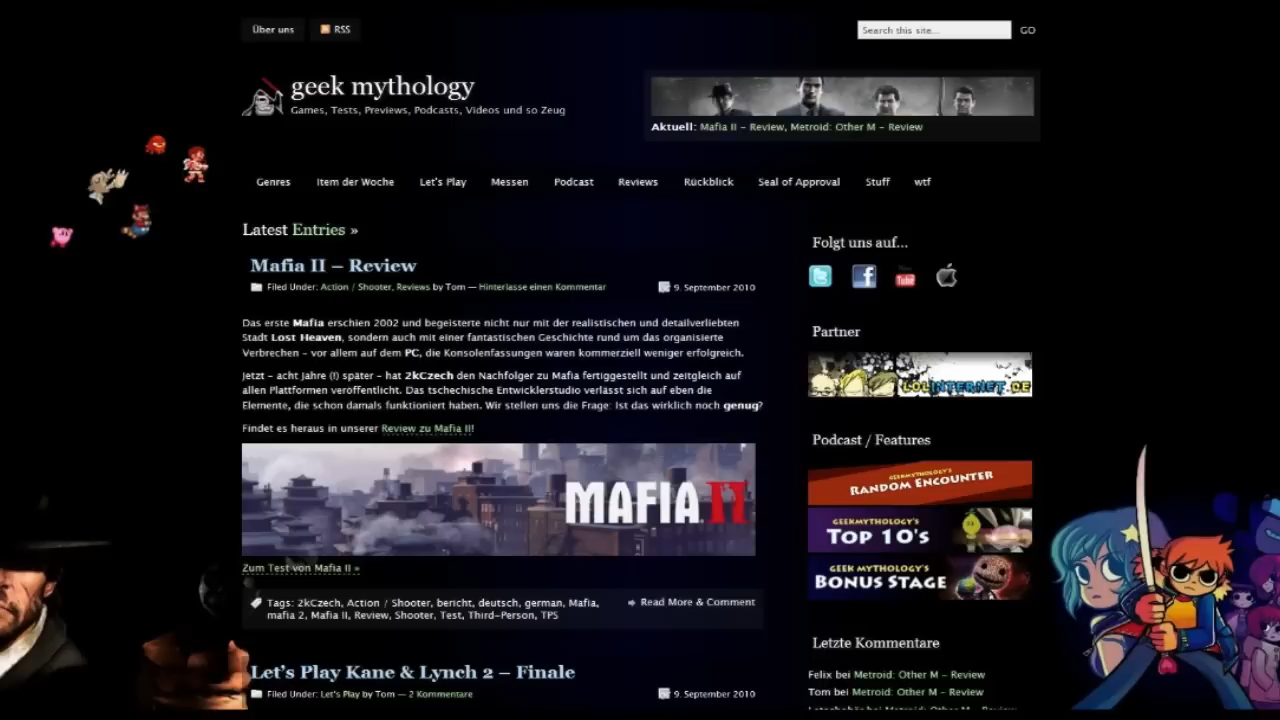 Über uns
RSS
Search this site...
GO
geek mythology
Games, Tests, Previews, Podcasts, Videos und so Zeug
Aktuell: Mafia II – Review, Metroid: Other M – Review
Genres
Item der Woche
Let's Play
Messen
Podcast
Reviews
Rückblick
Seal of Approval
Stuff
wtf
Latest Entries »
Mafia II – Review
Filed Under: Action / Shooter, Reviews by Tom — Hinterlasse einen Kommentar
9. September 2010
Das erste Mafia erschien 2002 und begeisterte nicht nur mit der realistischen und detailverliebten
Stadt Lost Heaven, sondern auch mit einer fantastischen Geschichte rund um das organisierte
Verbrechen – vor allem auf dem PC, die Konsolenfassungen waren kommerziell weniger erfolgreich.
Jetzt – acht Jahre (!) später – hat 2kCzech den Nachfolger zu Mafia fertiggestellt und zeitgleich auf
allen Plattformen veröffentlicht. Das tschechische Entwicklerstudio verlässt sich auf eben die
Elemente, die schon damals funktioniert haben. Wir stellen uns die Frage: Ist das wirklich noch genug?
Findet es heraus in unserer Review zu Mafia II!
MAFIA II
Zum Test von Mafia II »
Tags: 2kCzech, Action / Shooter, bericht, deutsch, german, Mafia,
mafia 2, Mafia II, Review, Shooter, Test, Third-Person, TPS
Read More & Comment
Let's Play Kane & Lynch 2 – Finale
Filed Under: Let's Play by Tom — 2 Kommentare
9. September 2010
Folgt uns auf...
You Tube
Partner
LOLINTERNET.DE
Podcast / Features
GEEKMYTHOLOGY'S
RANDOM ENCOUNTER
GEEKMYTHOLOGY'S
TOP 10'S
GEEK MYTHOLOGY'S
BONUS STAGE
Letzte Kommentare
Felix bei Metroid: Other M – Review
Tom bei Metroid: Other M – Review